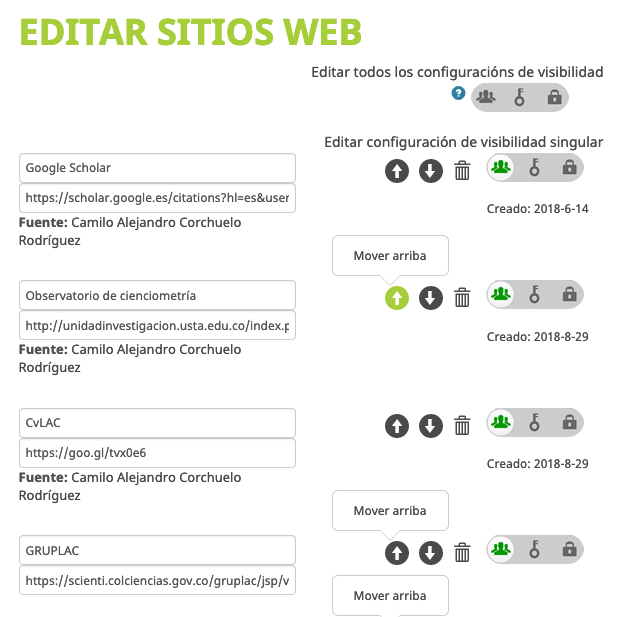 EDITAR SITIOS WEB
Editar todos los configuracións de visibilidad
?
Editar configuración de visibilidad singular
Google Scholar
https://scholar.google.es/citations?hl=es&user
Creado: 2018-6-14
Fuente: Camilo Alejandro Corchuelo
Rodríguez
Mover arriba
Observatorio de cienciometría
http://unidadinvestigacion.usta.edu.co/index.p
Creado: 2018-8-29
Fuente: Camilo Alejandro Corchuelo
Rodríguez
CvLAC
https://goo.gl/tvx0e6
Creado: 2018-8-29
Fuente: Camilo Alejandro Corchuelo
Rodríguez
Mover arriba
GRUPLAC
https://scienti.colciencias.gov.co/gruplac/jsp/v
Mover arriba